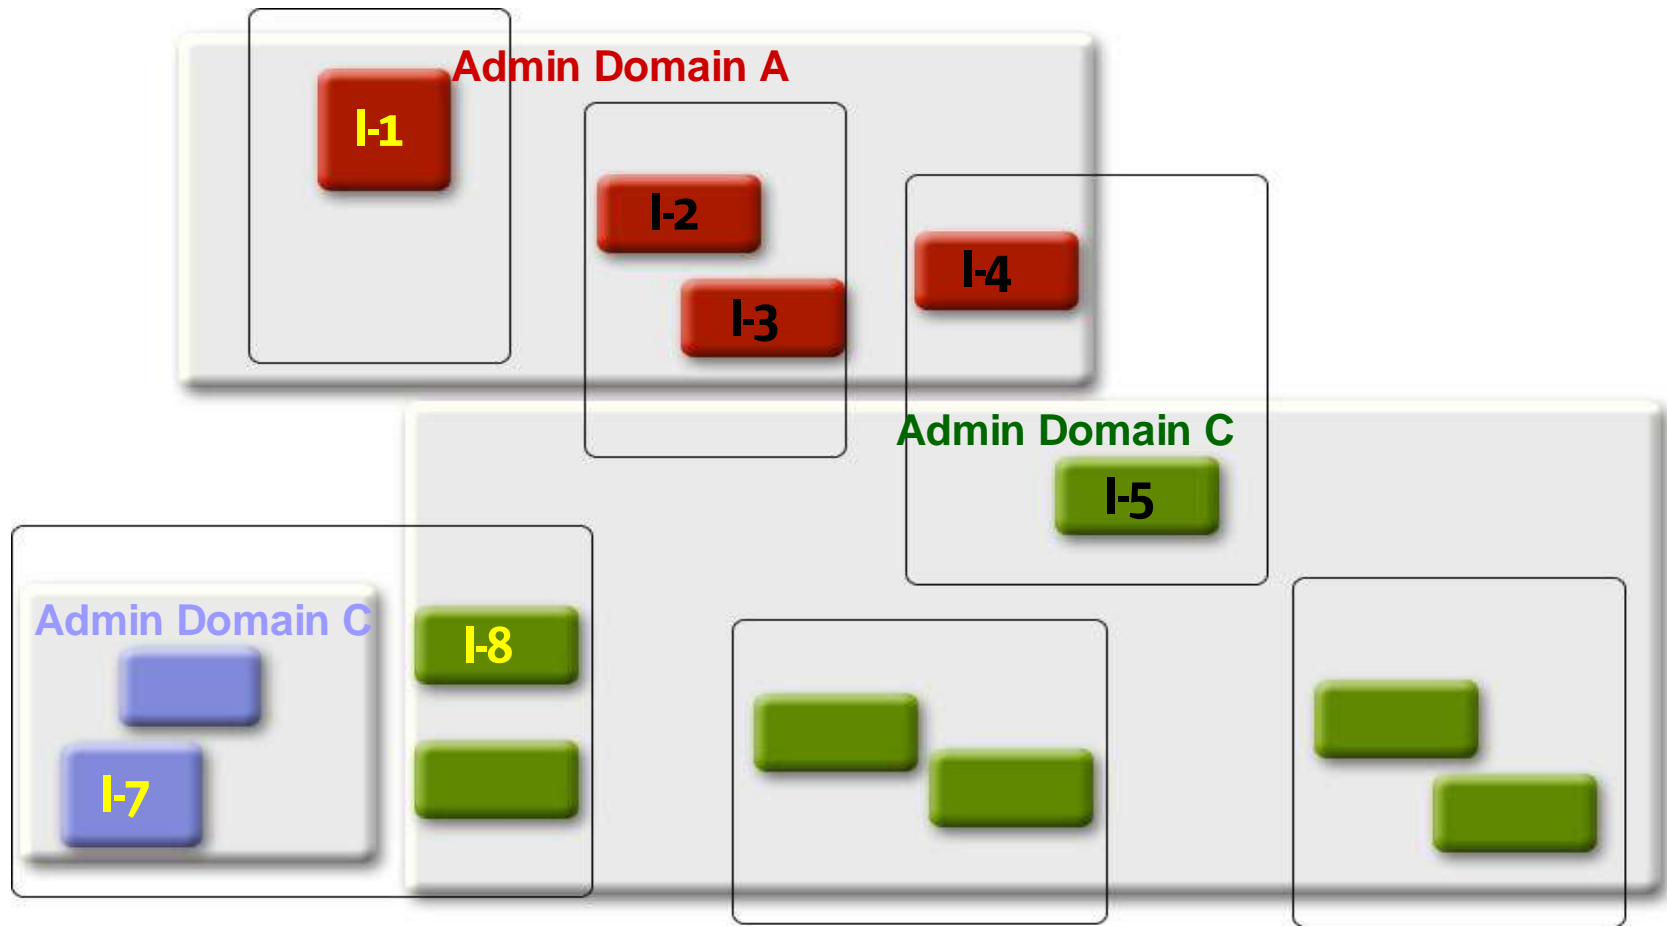 Admin Domain A
I-1
I-2
I-4
I-3
Admin Domain C
I-5
Admin Domain C
I-8
I-7